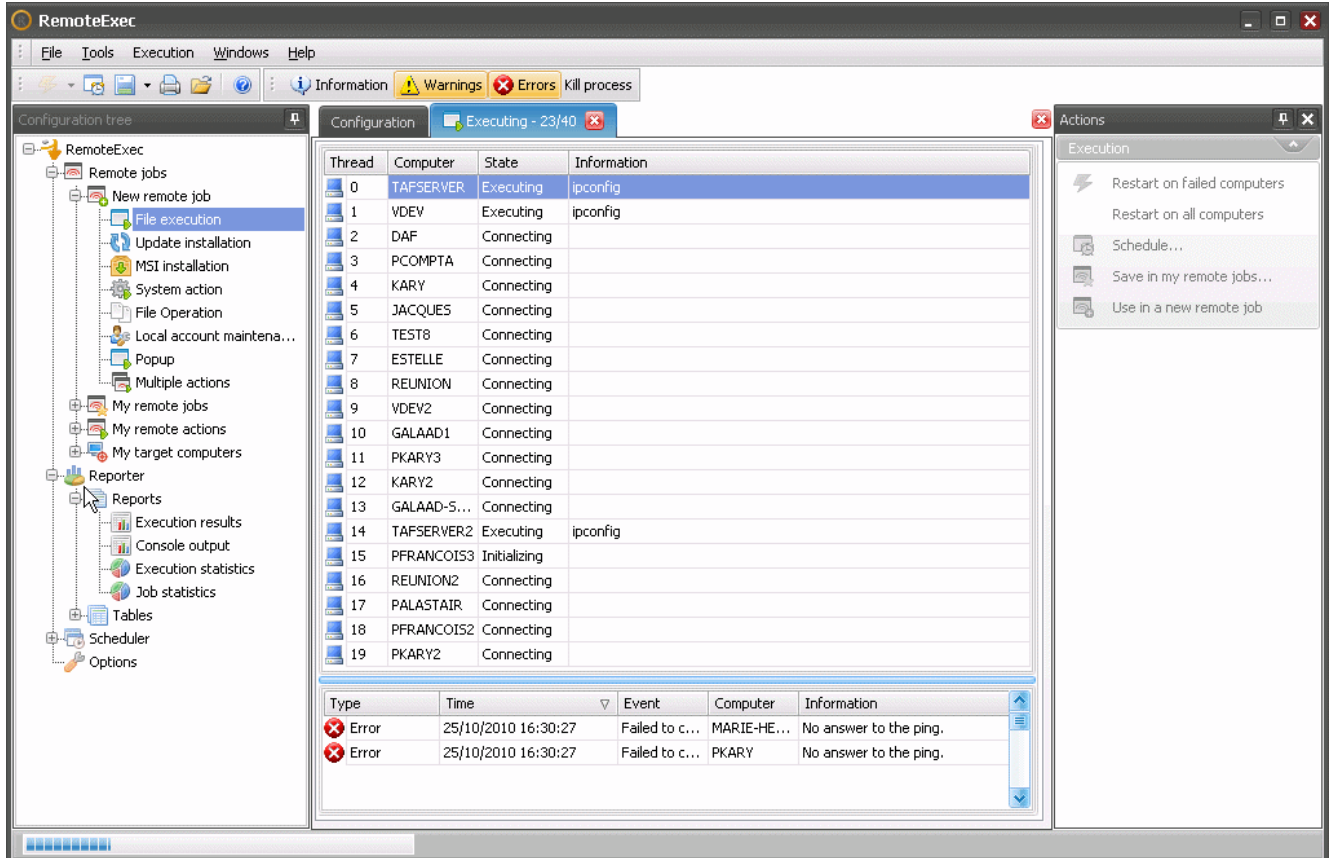 RemoteExec
File Tools Execution Windows Help
Information Warnings Errors Kill process
Configuration tree
RemoteExec
Remote jobs
New remote job
File execution
Update installation
MSI installation
System action
File Operation
Local account maintena...
Popup
Multiple actions
My remote jobs
My remote actions
My target computers
Reporter
Reports
Execution results
Console output
Execution statistics
Job statistics
Tables
Scheduler
Options
Configuration Executing - 23/40
Thread Computer State Information
0 TAFSERVER Executing ipconfig
1 VDEV Executing ipconfig
2 DAF Connecting
3 PCOMPTA Connecting
4 KARY Connecting
5 JACQUES Connecting
6 TEST8 Connecting
7 ESTELLE Connecting
8 REUNION Connecting
9 VDEV2 Connecting
10 GALAAD1 Connecting
11 PKARY3 Connecting
12 KARY2 Connecting
13 GALAAD-S... Connecting
14 TAFSERVER2 Executing ipconfig
15 PFRANCOIS3 Initializing
16 REUNION2 Connecting
17 PALASTAIR Connecting
18 PFRANCOIS2 Connecting
19 PKARY2 Connecting
Type Time Event Computer Information
Error 25/10/2010 16:30:27 Failed to c... MARIE-HE... No answer to the ping.
Error 25/10/2010 16:30:27 Failed to c... PKARY No answer to the ping.
Actions
Execution
Restart on failed computers
Restart on all computers
Schedule...
Save in my remote jobs...
Use in a new remote job